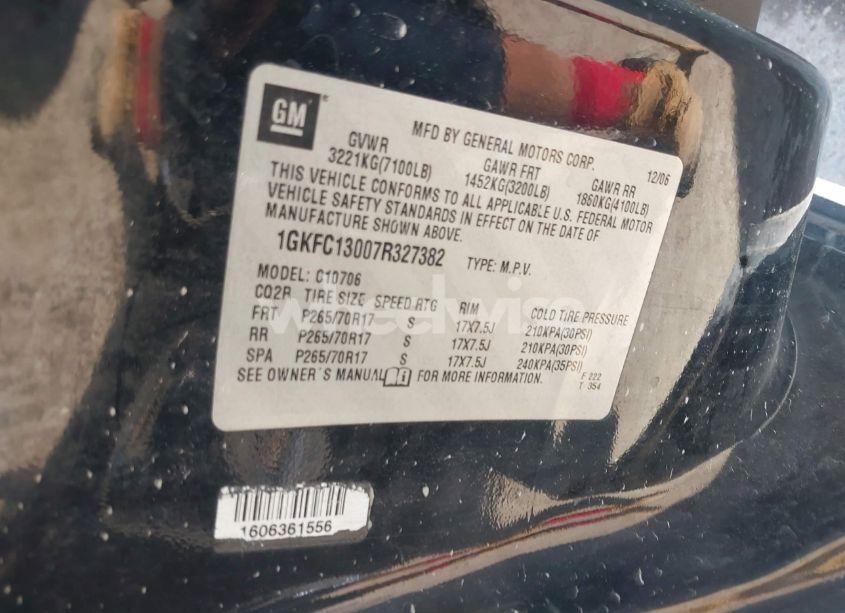 GM
MFD BY GENERAL MOTORS CORP. 12/06
GVWR GAWR FRT GAWR RR
3221KG(7100LB) 1452KG(3200LB) 1860KG(4100LB)
THIS VEHICLE CONFORMS TO ALL APPLICABLE U.S. FEDERAL MOTOR
VEHICLE SAFETY STANDARDS IN EFFECT ON THE DATE OF
MANUFACTURE SHOWN ABOVE.
1GKFC13007R327382 TYPE: M.P.V.
MODEL: C10706
CQ2R TIRE SIZE SPEED RTG RIM COLD TIRE PRESSURE
FRT P265/70R17 S 17X7.5J 210KPA(30PSI)
RR P265/70R17 S 17X7.5J 210KPA(30PSI)
SPA P265/70R17 S 17X7.5J 240KPA(35PSI)
SEE OWNER'S MANUAL FOR MORE INFORMATION.
F 222
T 354
1606361556